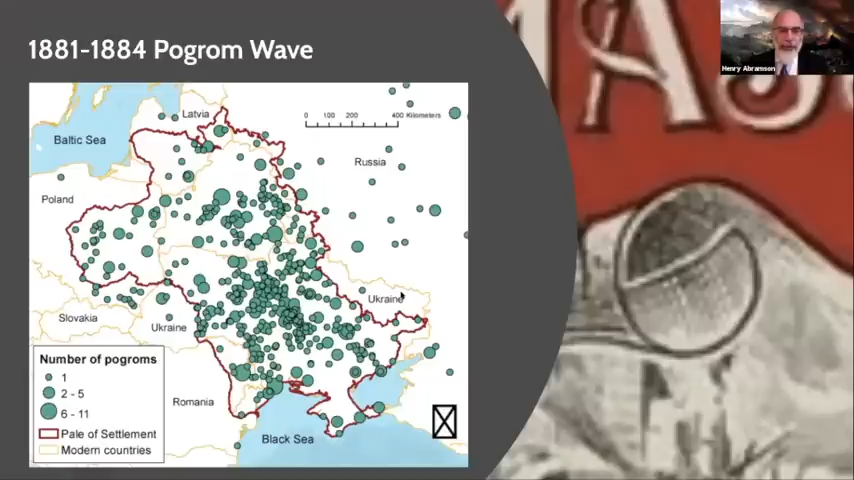 1881-1884 Pogrom Wave
Henry Abramson
Latvia
0 100 200 400 Kilometers
Baltic Sea
Russia
Poland
Ukraine
Slovakia
Ukraine
Number of pogroms
1
2 - 5
6 - 11
Pale of Settlement
Modern countries
Romania
Black Sea